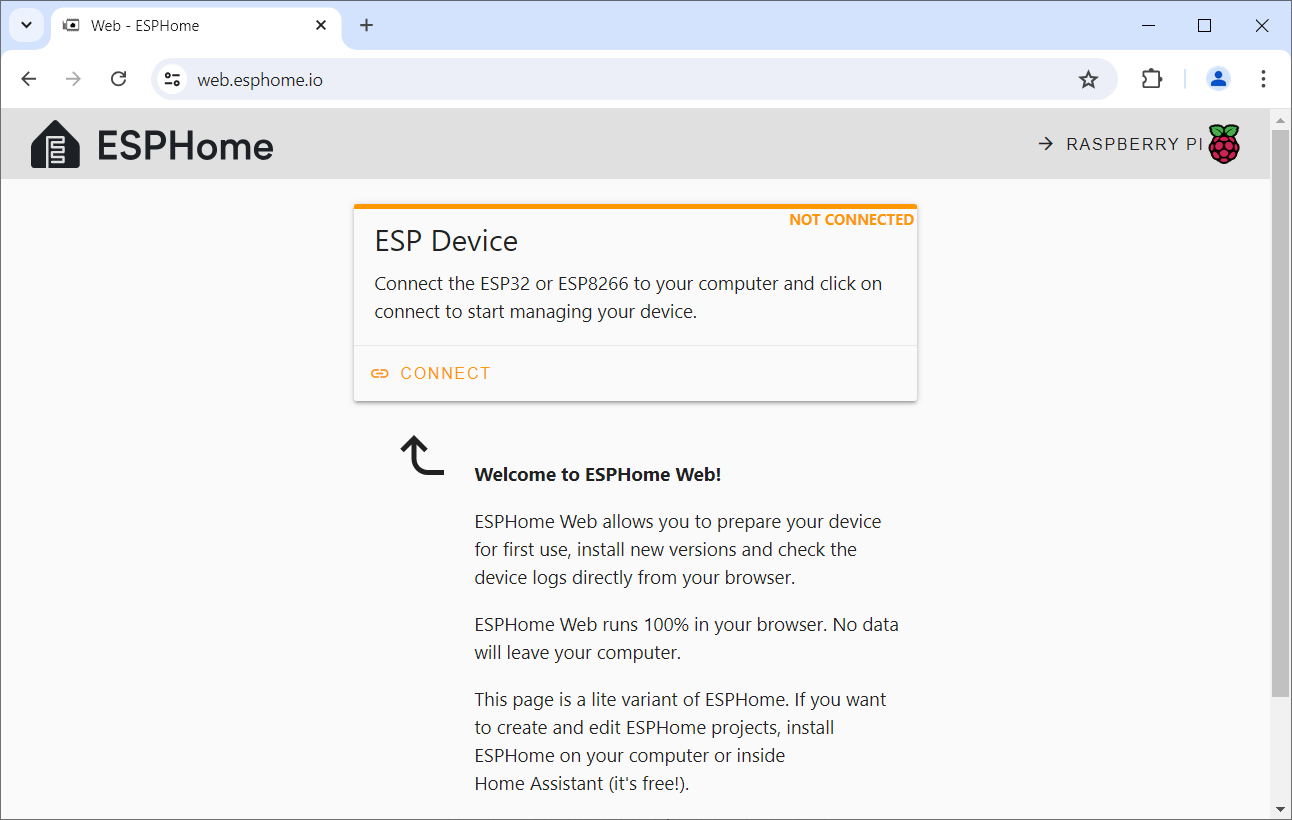 Web - ESPHome
web.esphome.io
ESPHome
RASPBERRY PI
NOT CONNECTED
ESP Device
Connect the ESP32 or ESP8266 to your computer and click on
connect to start managing your device.
CONNECT
Welcome to ESPHome Web!
ESPHome Web allows you to prepare your device
for first use, install new versions and check the
device logs directly from your browser.
ESPHome Web runs 100% in your browser. No data
will leave your computer.
This page is a lite variant of ESPHome. If you want
to create and edit ESPHome projects, install
ESPHome on your computer or inside
Home Assistant (it's free!).